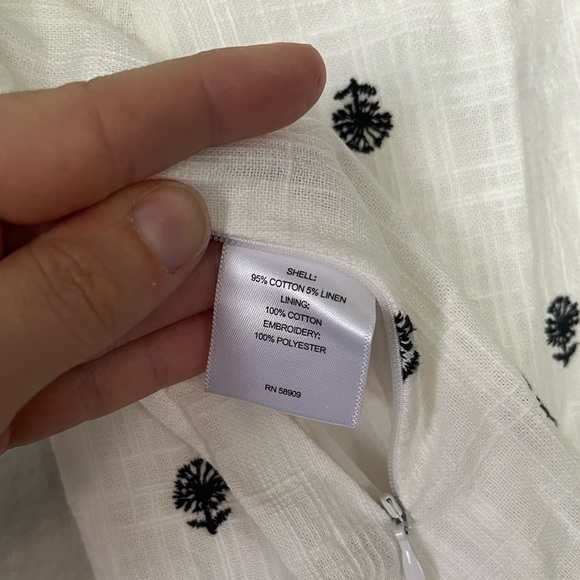 SHELL:
95% COTTON 5% LINEN
LINING:
100% COTTON
EMBROIDERY:
100% POLYESTER
RN 58909